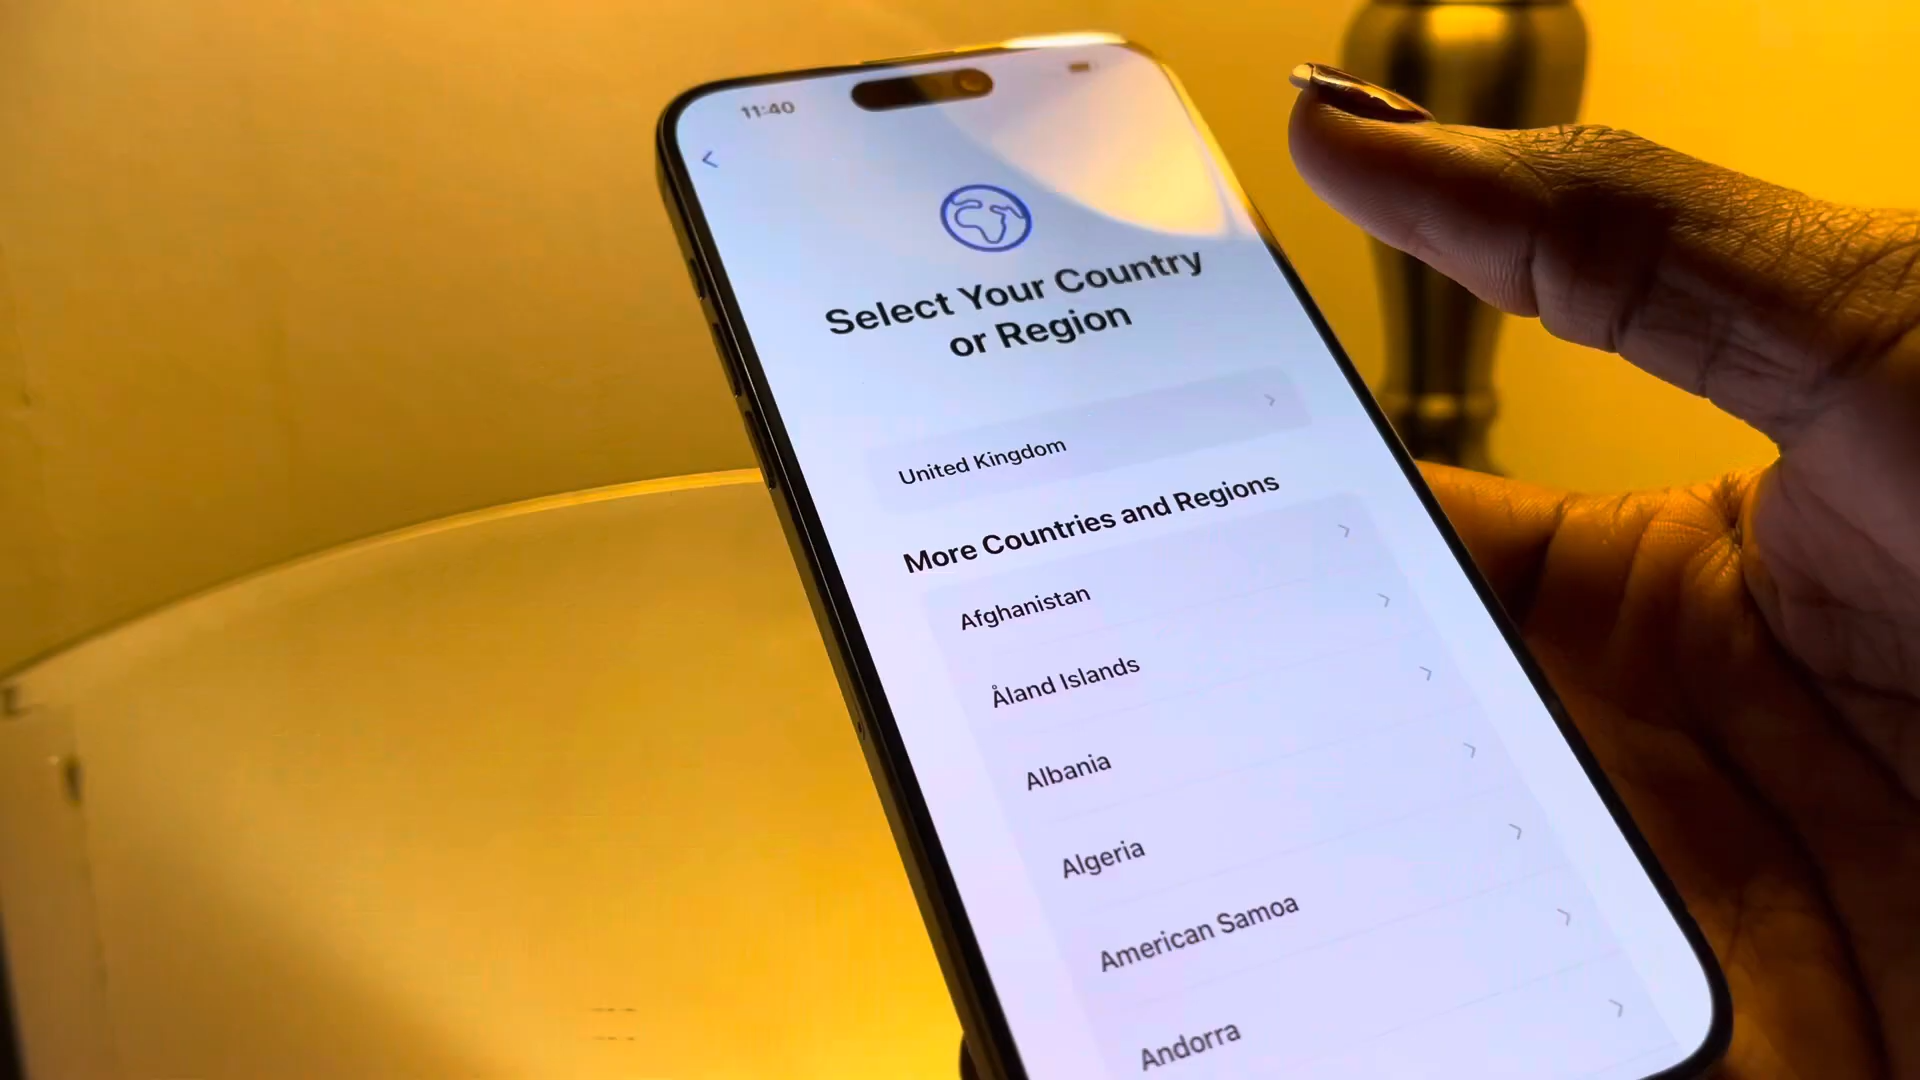 11:40
Select Your Country
or Region
United Kingdom
More Countries and Regions
Afghanistan
Åland Islands
Albania
Algeria
American Samoa
Andorra